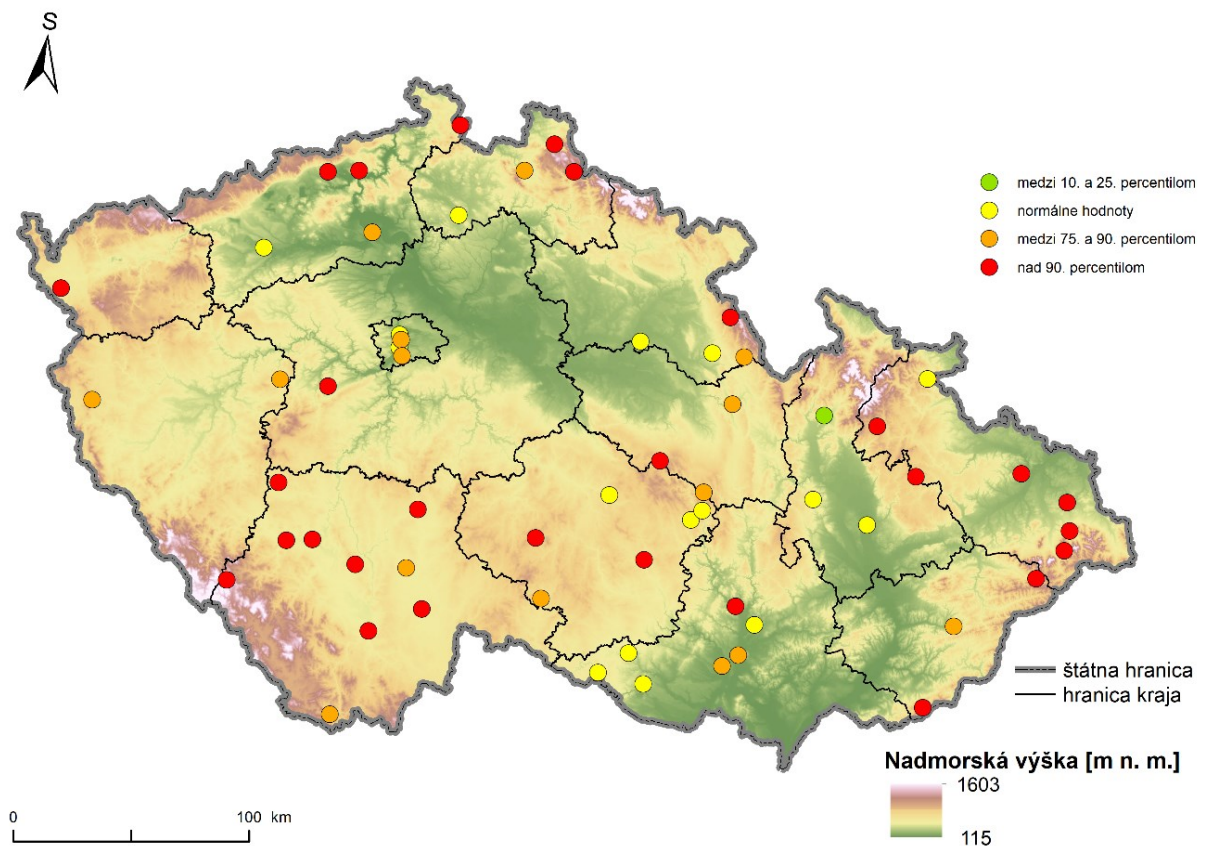 S
medzi 10. a 25. percentilom
normálne hodnoty
medzi 75. a 90. percentilom
nad 90. percentilom
štátna hranica
hranica kraja
Nadmorská výška [m n. m.]
1603
115
0 100 km